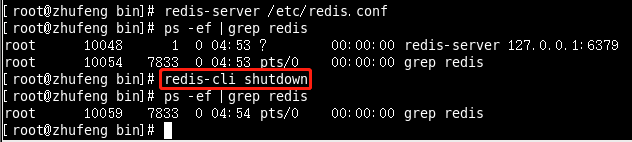 [root@zhufeng bin]# redis-server /etc/redis.conf
[root@zhufeng bin]# ps -ef |grep redis
root 10048 1 0 04:53 ? 00:00:00 redis-server 127.0.0.1:6379
root 10054 7833 0 04:53 pts/0 00:00:00 grep redis
[root@zhufeng bin]# redis-cli shutdown
[root@zhufeng bin]# ps -ef |grep redis
root 10059 7833 0 04:54 pts/0 00:00:00 grep redis
[root@zhufeng bin]#